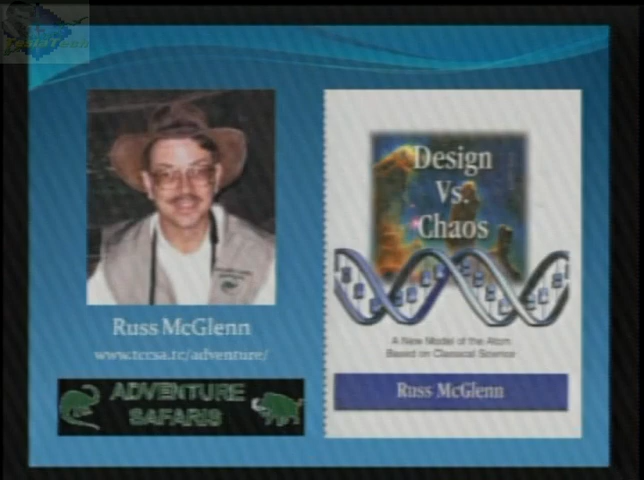 TeslaTech
Russ McGlenn
www.tccsa.tc/adventure/
ADVENTURE
SAFARIS
Design
Vs.
Chaos
A New Model of the Atom
Based on Classical Science
Russ McGlenn